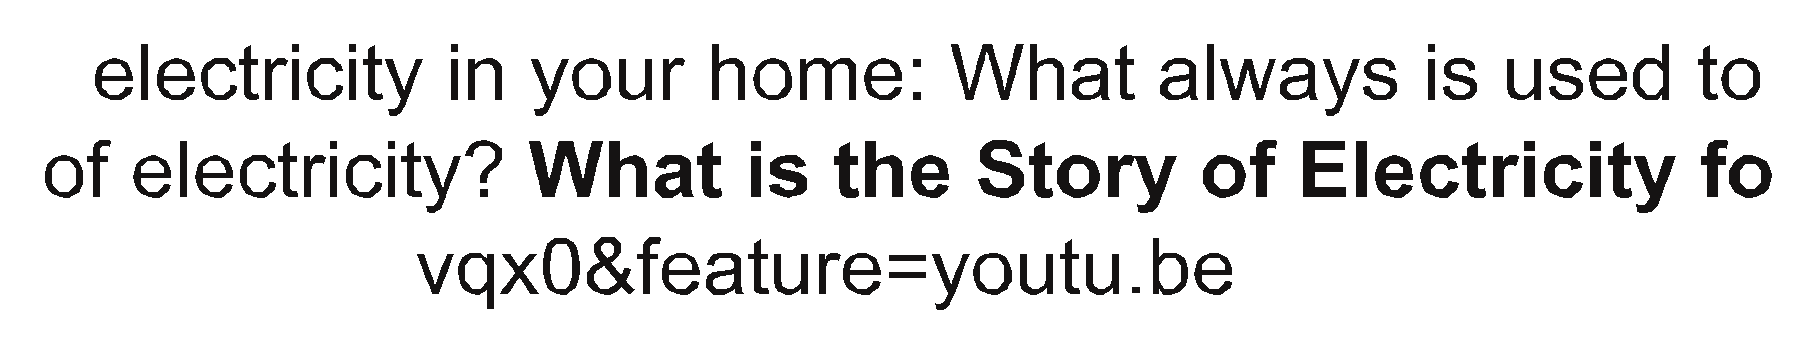 electricity in your home: What always is used to
of electricity? What is the Story of Electricity fo
vqx0&feature=youtu.be